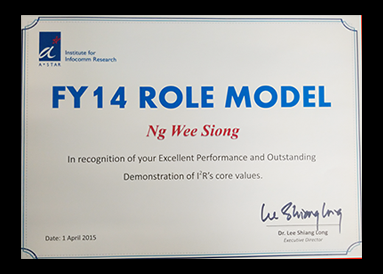 Institute for
Infocomm Research
A★STAR
FY14 ROLE MODEL
Ng Wee Siong
In recognition of your Excellent Performance and Outstanding
Demonstration of I²R's core values.
Lee Shiang Long
Dr. Lee Shiang Long
Date: 1 April 2015
Executive Director